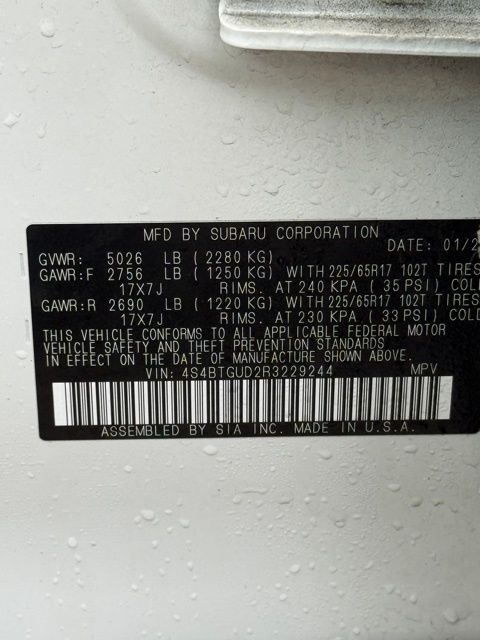 MFD BY SUBARU CORPORATION
DATE: 01/2
GVWR: 5026 LB (2280 KG)
GAWR:F 2756 LB (1250 KG) WITH 225/65R17 102T TIRES
17X7J RIMS. AT 240 KPA ( 35 PSI) COLD
GAWR:R 2690 LB (1220 KG) WITH 225/65R17 102T TIRES
17X7J RIMS. AT 230 KPA ( 33 PSI) COLD
THIS VEHICLE CONFORMS TO ALL APPLICABLE FEDERAL MOTOR
VEHICLE SAFETY AND THEFT PREVENTION STANDARDS
IN EFFECT ON THE DATE OF MANUFACTURE SHOWN ABOVE.
VIN: 4S4BTGUD2R3229244 MPV
ASSEMBLED BY SIA INC. MADE IN U.S.A.